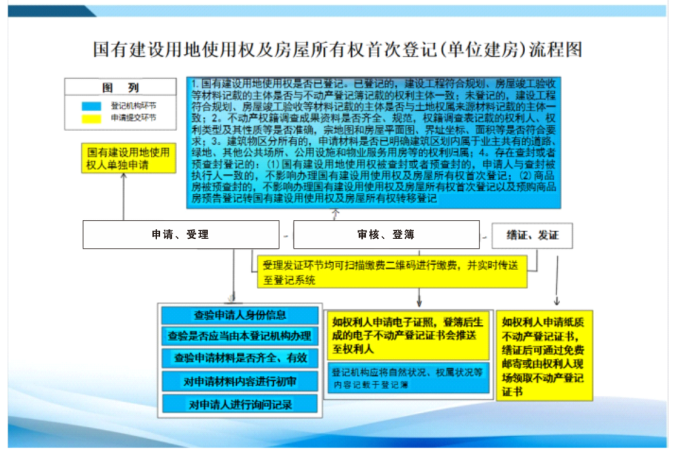 国有建设用地使用权及房屋所有权首次登记(单位建房)流程图
图 列
登记机构环节
申请提交环节
国有建设用地使用
权人单独申请
1.国有建设用地使用权是否已登记。已登记的，建设工程符合规划、房屋竣工验收
等材料记载的主体是否与不动产登记簿记载的权利主体一致；未登记的，建设工程
符合规划、房屋竣工验收等材料记载的主体是否与土地权属来源材料记载的主体一
致；2、不动产权籍调查成果资料是否齐全、规范，权籍调查表记载的权利人、权
利类型及其性质等是否准确，宗地图和房屋平面图、界址坐标、面积等是否符合要
求；3、建筑物区分所有的，申请材料是否已明确建筑区划内属于业主共有的道路、
绿地、其他公共场所、公用设施和物业服务用房等的权利归属；4、存在查封或者
预查封登记的：(1)国有建设用地使用权被查封或者预查封的，申请人与查封被
执行人一致的，不影响办理国有建设用地使用权及房屋所有权首次登记；(2)商品
房被预查封的，不影响办理国有建设用地使用权及房屋所有权首次登记以及预购商品
房预告登记转国有建设用地使用权及房屋所有权转移登记
申请、受理
审核、登簿
缮证、发证
受理发证环节均可扫描缴费二维码进行缴费，并实时传送
至登记系统
查验申请人身份信息
查验是否应当由本登记机构办理
查验申请材料是否齐全、有效
对申请材料内容进行初审
对申请人进行询问记录
如权利人申请电子证照，登簿后生
成的电子不动产登记证书会推送
至权利人
登记机构应将自然状况、权属状况等
内容记载于登记簿
如权利人申请纸质
不动产登记证书，
缮证后可通过免费
邮寄或由权利人现
场领取不动产登记
证书